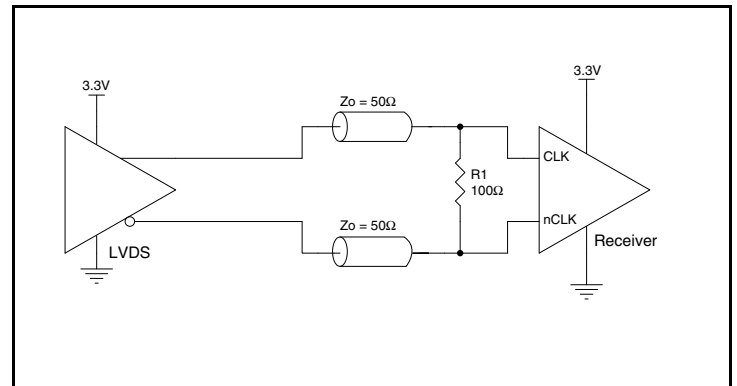 3.3V
3.3V
Zo = 50Ω
CLK
R1
100Ω
Zo = 50Ω
nCLK
Receiver
LVDS